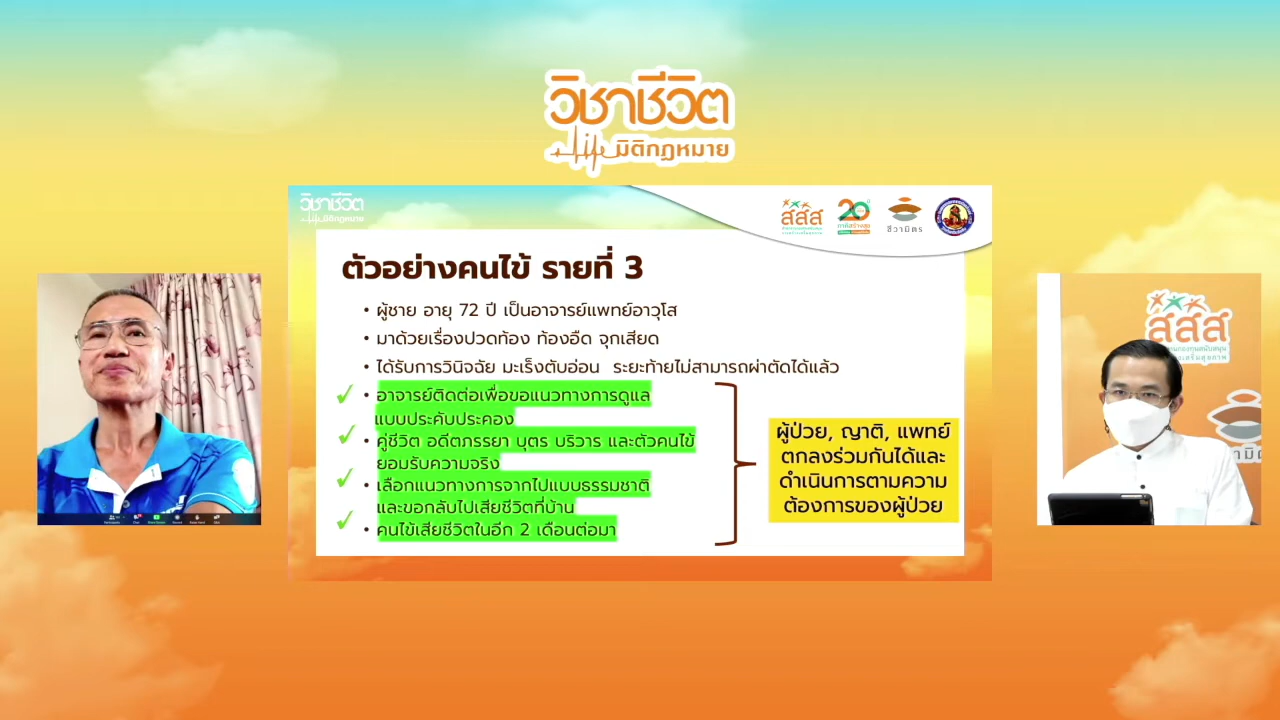 วิชาชีวิต
Life มิติกฎหมาย
วิชาชีวิต
Life มิติกฎหมาย
สสส
20
ภาคีสร้างสุข
ชีวามิตร
ตัวอย่างคนไข้ รายที่ 3
• ผู้ชาย อายุ 72 ปี เป็นอาจารย์แพทย์อาวุโส
• มาด้วยเรื่องปวดท้อง ท้องอืด จุกเสียด
• ได้รับการวินิจฉัย มะเร็งตับอ่อน ระยะท้ายไม่สามารถผ่าตัดได้แล้ว
• อาจารย์ติดต่อเพื่อขอแนวทางการดูแล
แบบประคับประคอง
• คู่ชีวิต อดีตภรรยา บุตร บริวาร และตัวคนไข้
ยอมรับความจริง
• เลือกแนวทางการจากไปแบบธรรมชาติ
และขอกลับไปเสียชีวิตที่บ้าน
• คนไข้เสียชีวิตในอีก 2 เดือนต่อมา
ผู้ป่วย, ญาติ, แพทย์
ตกลงร่วมกันได้และ
ดำเนินการตามความ
ต้องการของผู้ป่วย
สสส